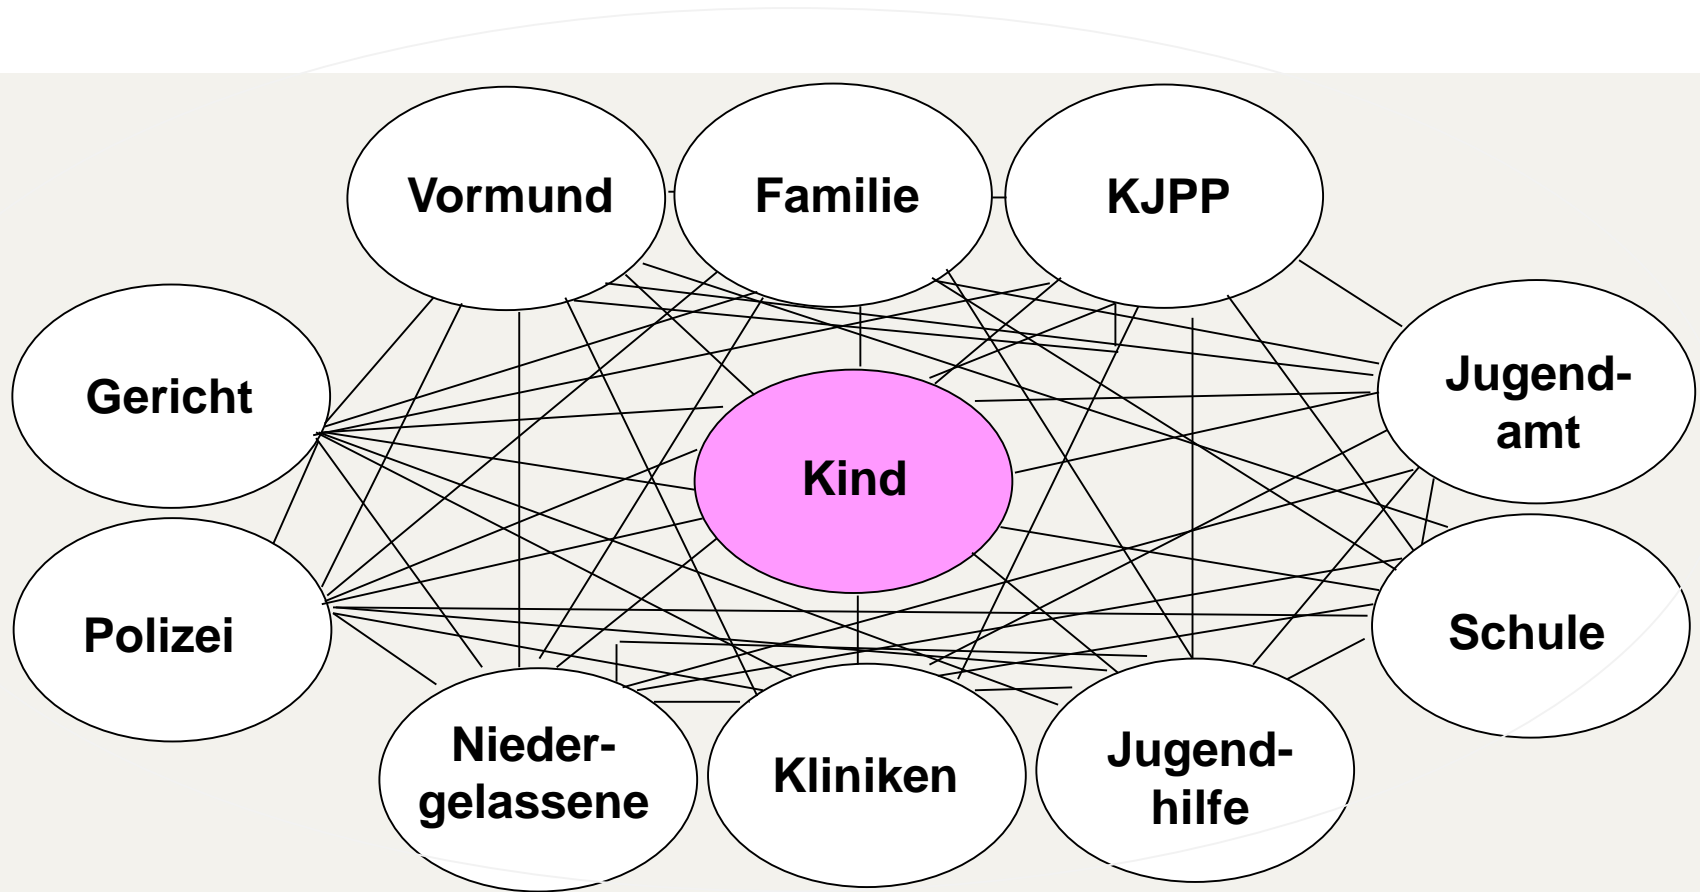 Vormund
Familie
KJPP
Gericht
Jugend-
amt
Kind
Polizei
Schule
Nieder-
gelassene
Kliniken
Jugend-
hilfe